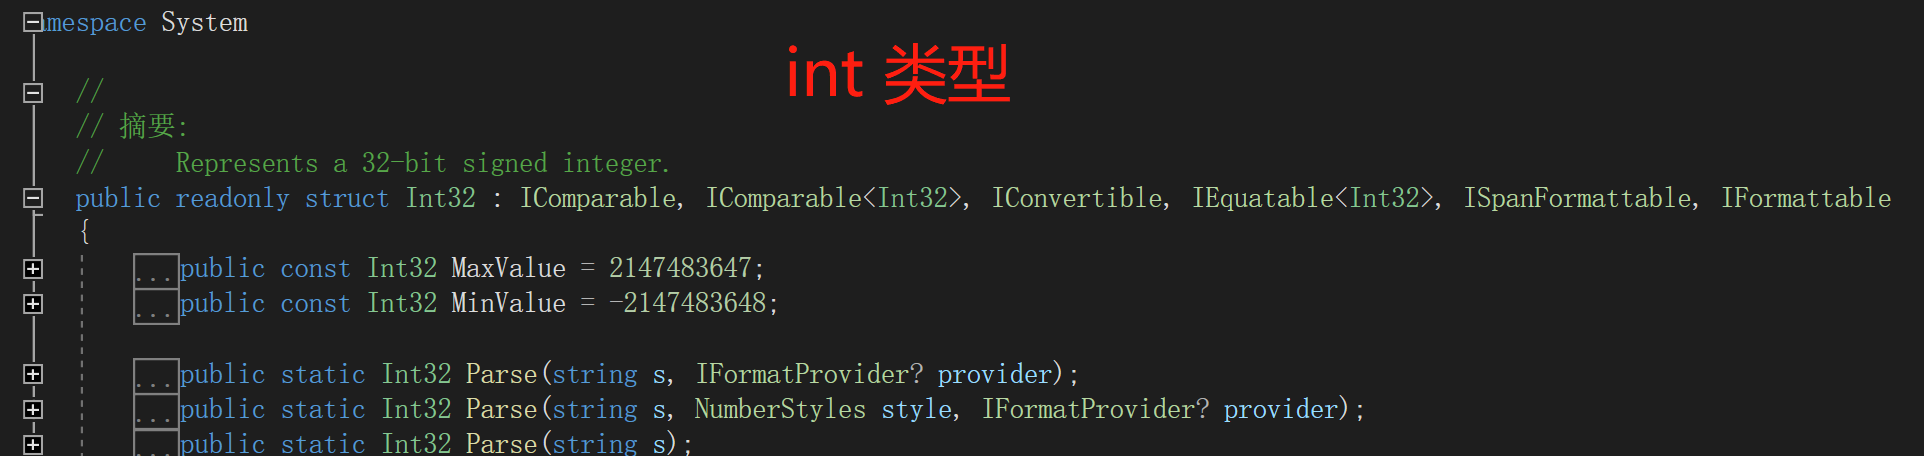 amespace System
int 类型
//
// 摘要:
//     Represents a 32-bit signed integer.
public readonly struct Int32 : IComparable, IComparable<Int32>, IConvertible, IEquatable<Int32>, ISpanFormattable, IFormattable
{
...public const Int32 MaxValue = 2147483647;
...public const Int32 MinValue = -2147483648;
...public static Int32 Parse(string s, IFormatProvider? provider);
...public static Int32 Parse(string s, NumberStyles style, IFormatProvider? provider);
...public static Int32 Parse(string s);